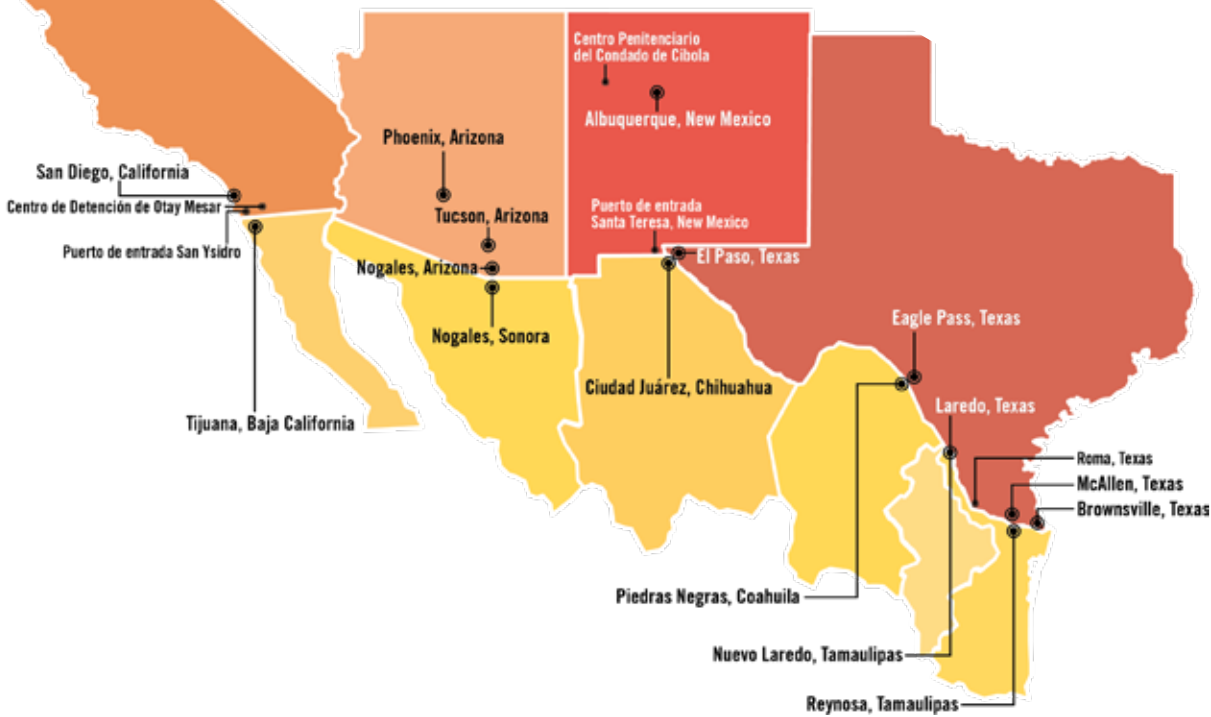 Centro Penitenciario
del Condado de Cibola
Albuquerque, New Mexico
Phoenix, Arizona
San Diego, California
Centro de Detención de Otay Mesar
Tucson, Arizona
Puerto de entrada
Santa Teresa, New Mexico
Puerto de entrada San Ysidro
El Paso, Texas
Nogales, Arizona
Nogales, Sonora
Eagle Pass, Texas
Ciudad Juárez, Chihuahua
Laredo, Texas
Tijuana, Baja California
Roma, Texas
McAllen, Texas
Brownsville, Texas
Piedras Negras, Coahuila
Nuevo Laredo, Tamaulipas
Reynosa, Tamaulipas